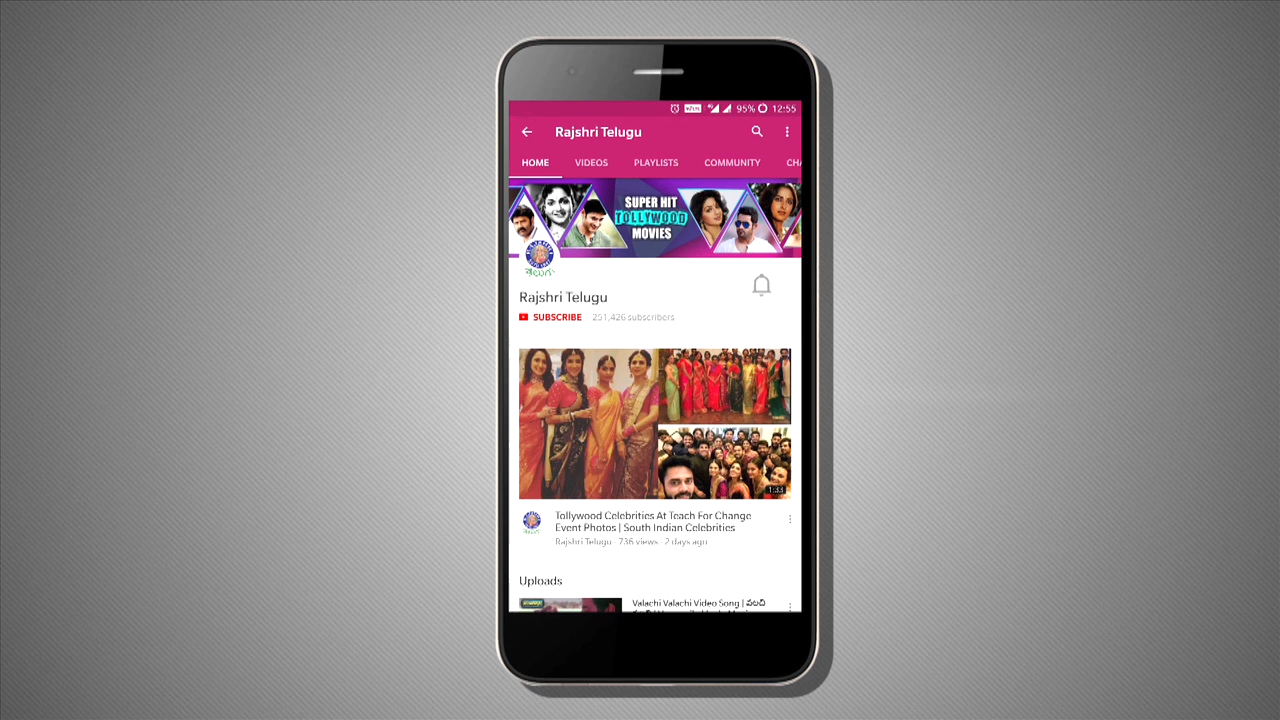 95% 12:55
Rajshri Telugu
HOME VIDEOS PLAYLISTS COMMUNITY CHA
SUPER HIT
TOLLYWOOD
MOVIES
తెలుగు
Rajshri Telugu
SUBSCRIBE 251,426 subscribers
1:33
Tollywood Celebrities At Teach For Change
Event Photos | South Indian Celebrities
Rajshri Telugu · 736 views · 2 days ago
Uploads
Valachi Valachi Video Song | వలచి